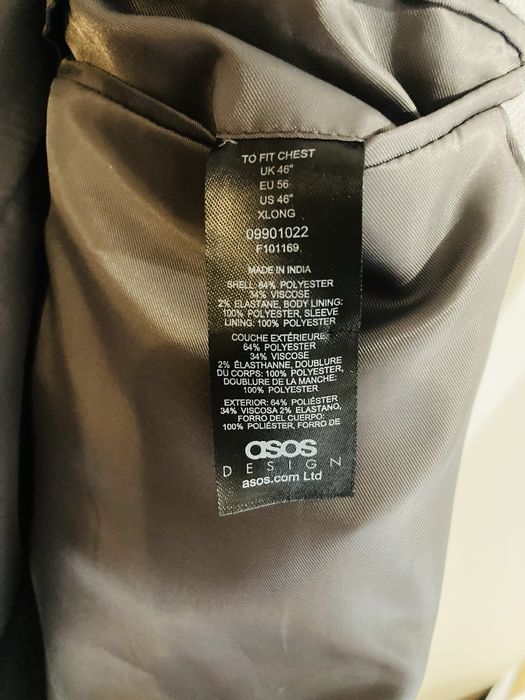 TO FIT CHEST
UK 46"
EU 56
US 46"
XLONG
09901022
F101169
MADE IN INDIA
SHELL: 64% POLYESTER
34% VISCOSE
2% ELASTANE, BODY LINING:
100% POLYESTER, SLEEVE
LINING: 100% POLYESTER
COUCHE EXTÉRIEURE:
64% POLYESTER
34% VISCOSE
2% ÉLASTHANNE, DOUBLURE
DU CORPS: 100% POLYESTER,
DOUBLURE DE LA MANCHE:
100% POLYESTER
EXTERIOR: 64% POLIÉSTER
34% VISCOSA 2% ELASTANO,
FORRO DEL CUERPO:
100% POLIÉSTER, FORRO DE
asos
DESIGN
asos.com Ltd